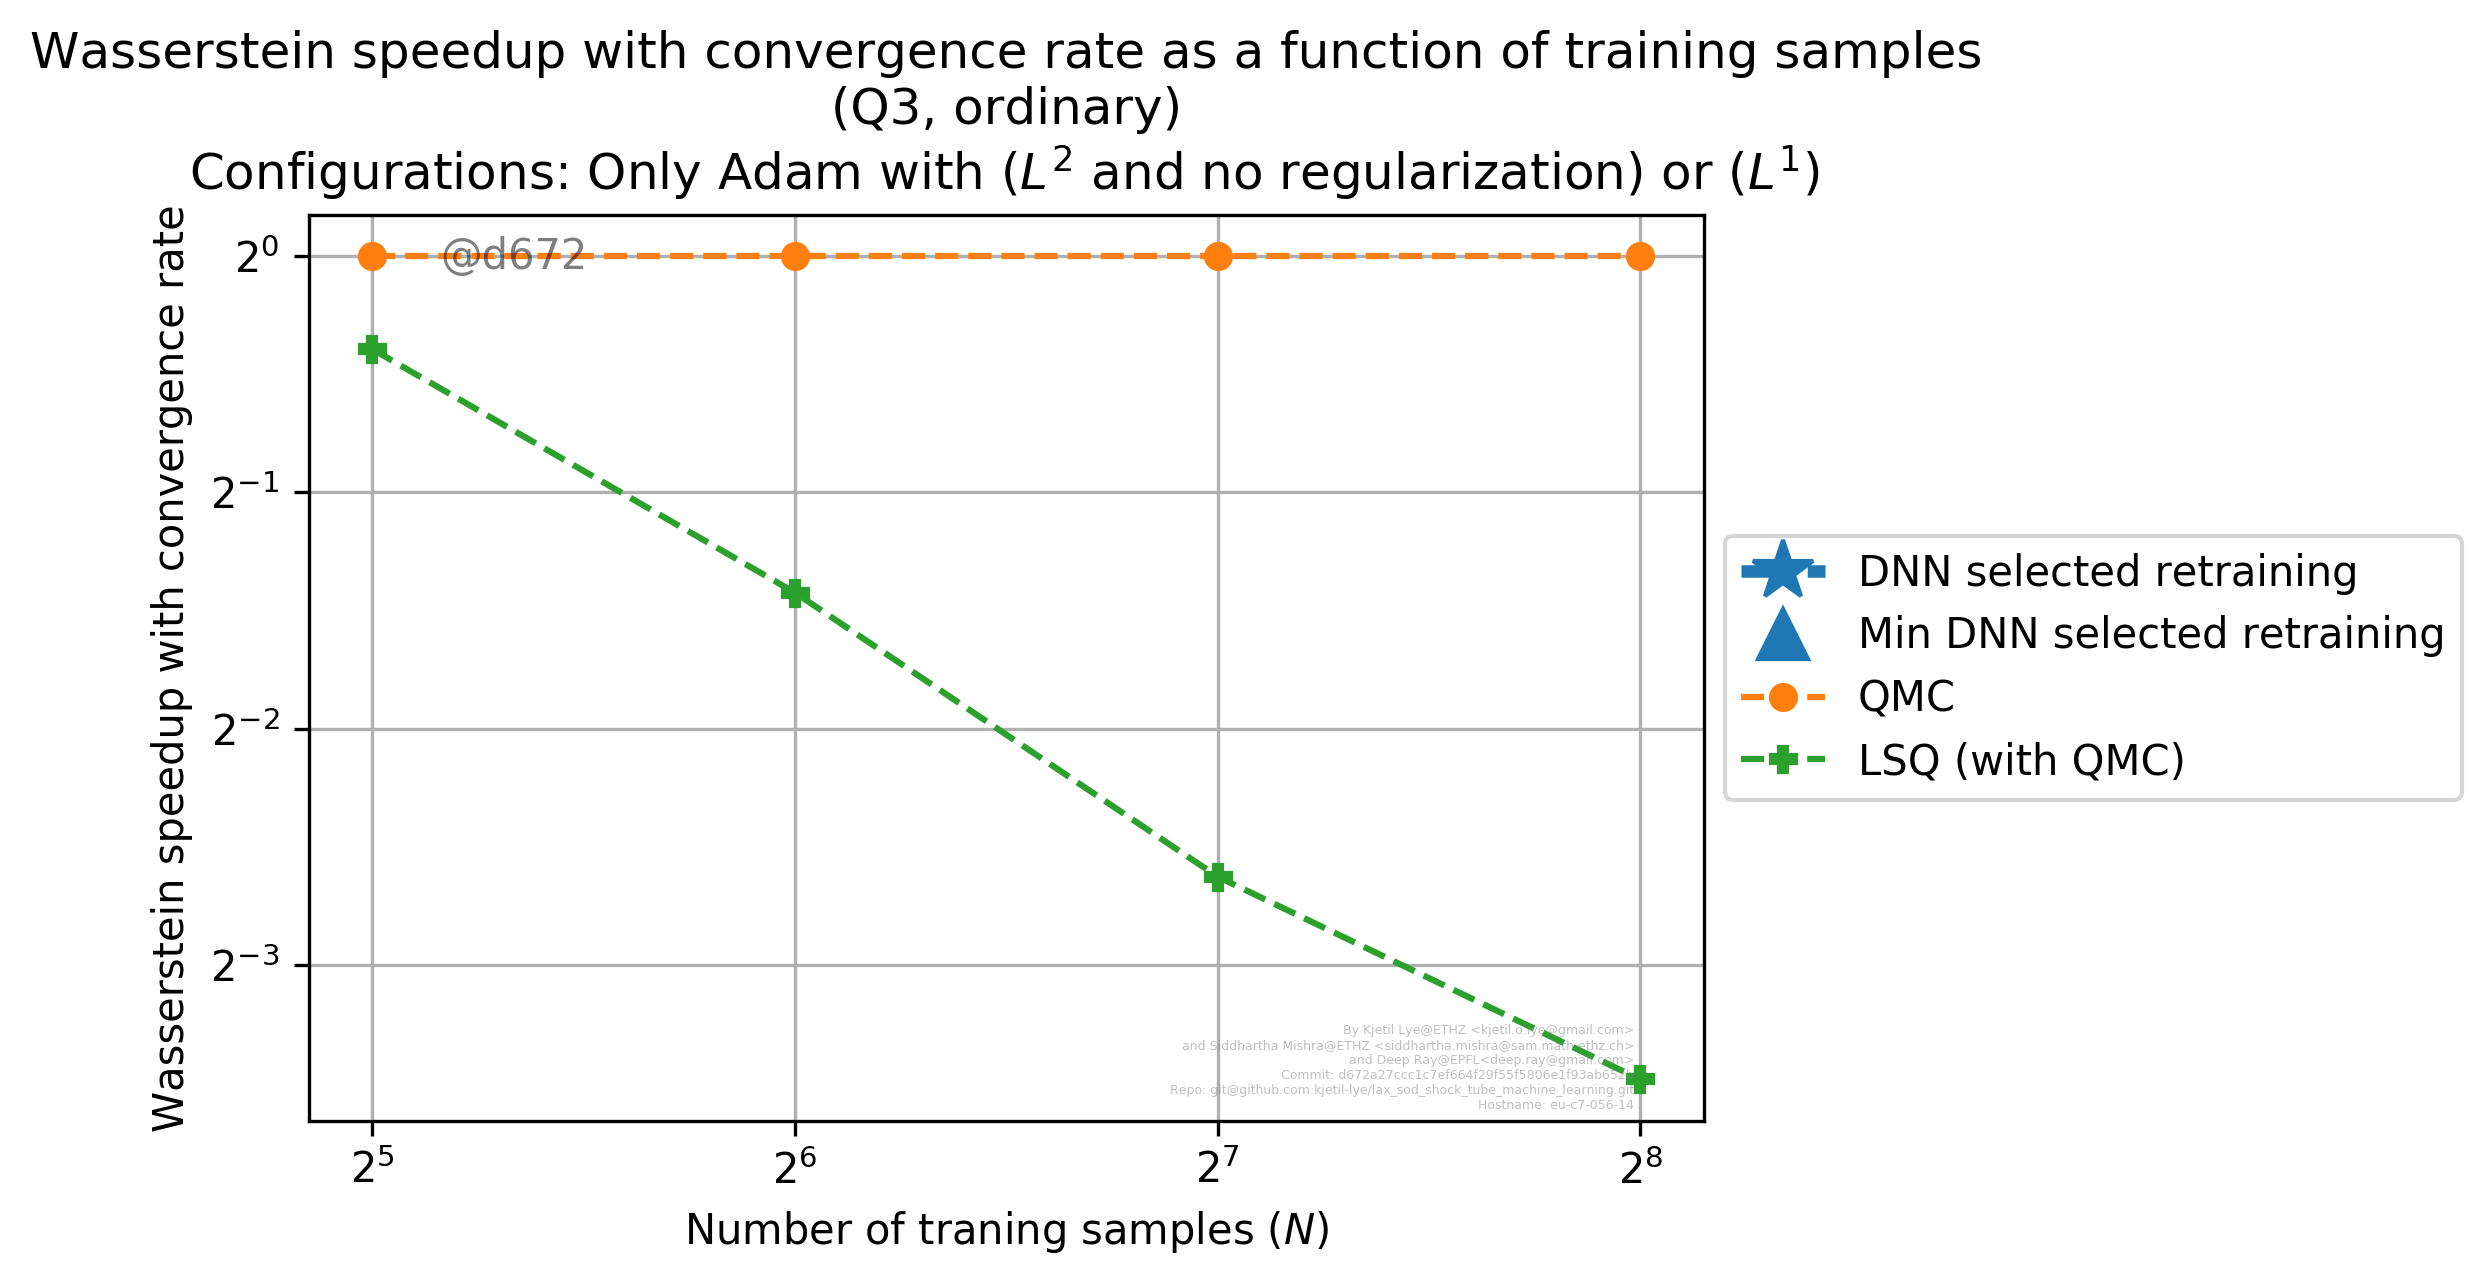 Wasserstein speedup with convergence rate as a function of training samples
(Q3, ordinary)
Configurations: Only Adam with (L² and no regularization) or (L¹)
Wasserstein speedup with convergence rate
2⁰
2⁻¹
2⁻²
2⁻³
@d672
DNN selected retraining
Min DNN selected retraining
QMC
LSQ (with QMC)
By Kjetil Lye@ETHZ <kjetil.o.lye@gmail.com>
and Siddhartha Mishra@ETHZ <siddhartha.mishra@sam.math.ethz.ch>
and Deep Ray@EPFL<deep.ray@gmail.com>
Commit:
Repo: git@github.com:kjetil-lye/lax_sod_shock_tube_machine_learning.git
Hostname: eu-c7-056-14
2⁵
2⁶
2⁷
2⁸
Number of traning samples (N)